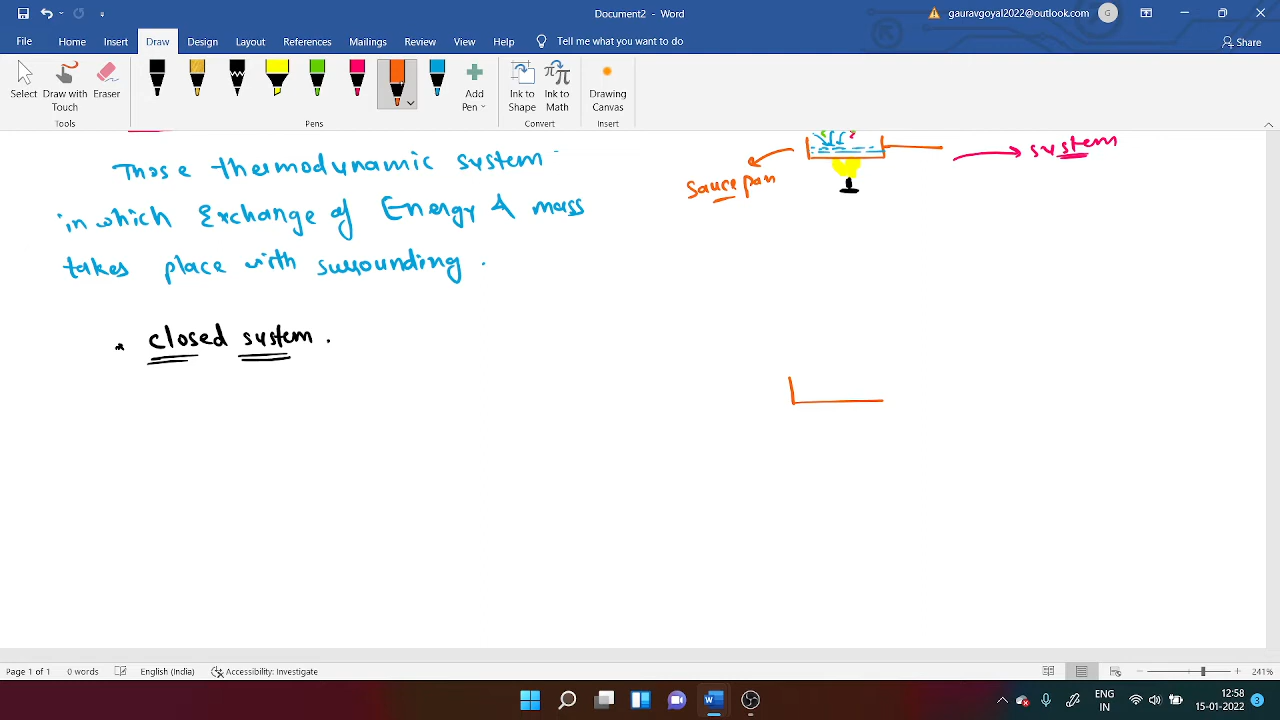 Document2 - Word
gauravgoyal2022@outlook.com
G
File Home Insert Draw Design Layout References Mailings Review View Help Tell me what you want to do
Share
Select
Draw with Touch
Eraser
Add Pen
Ink to Shape
Ink to Math
Drawing Canvas
Tools
Pens
Convert
Insert
Those thermodynamic system
in which Exchange of Energy & mass
takes place with surrounding.
Sauce pan
system
* closed system.
Page 1 of 1 0 words English (India) Accessibility: Investigate
241%
ENG
IN
12:58
15-01-2022
3